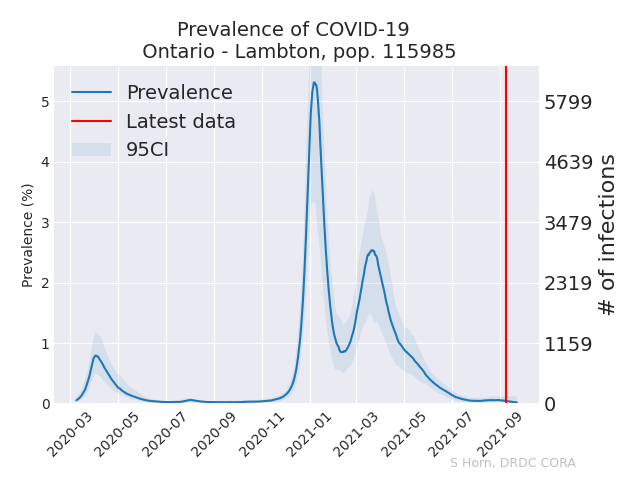 Prevalence of COVID-19
Ontario - Lambton, pop. 115985
Prevalence
Latest data
95CI
Prevalence (%)
5
4
3
2
1
0
5799
4639
3479
2319
1159
0
# of infections
2020-03
2020-05
2020-07
2020-09
2020-11
2021-01
2021-03
2021-05
2021-07
2021-09
S Horn, DRDC CORA